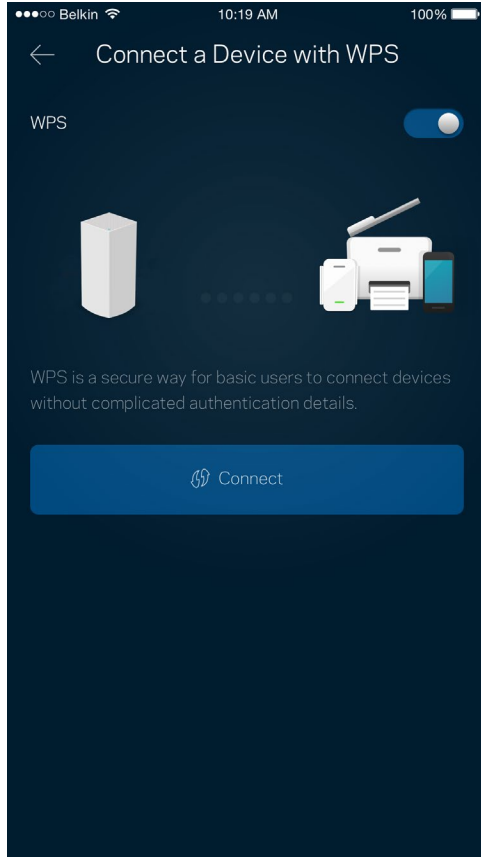 Belkin 10:19 AM 100%
Connect a Device with WPS
WPS
WPS is a secure way for basic users to connect devices
without complicated authentication details.
Connect